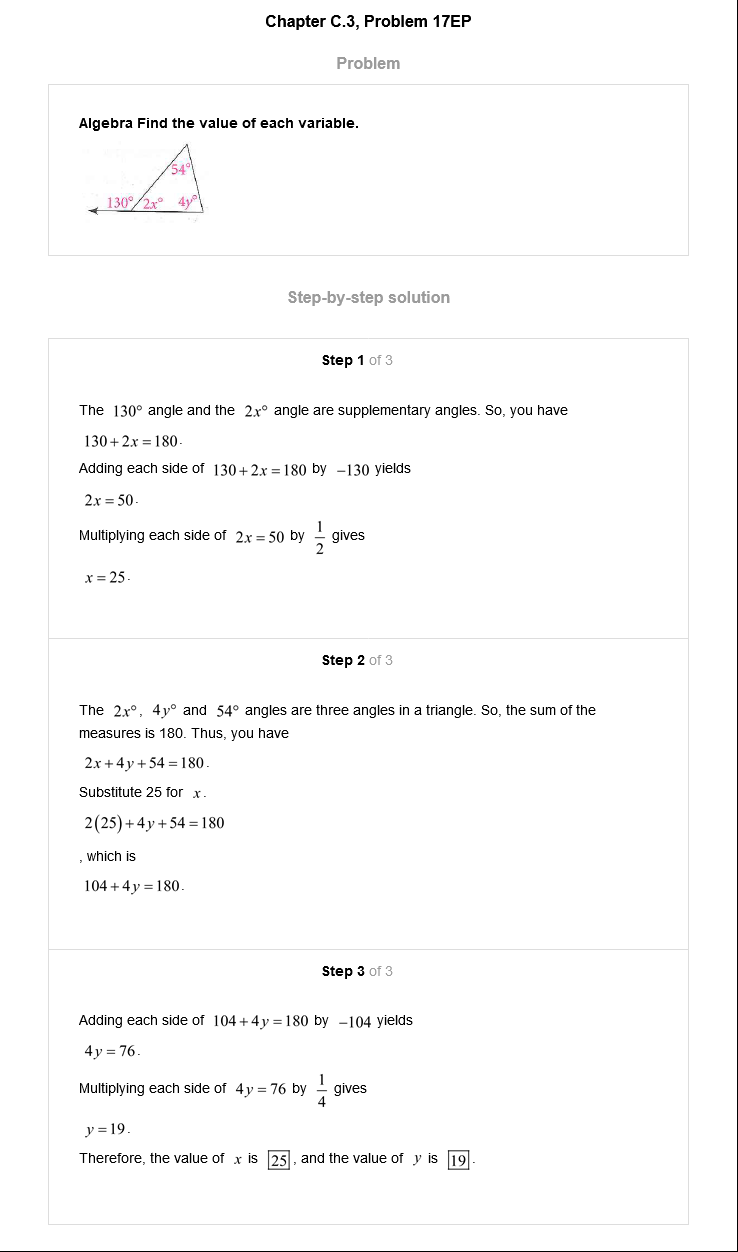 Chapter C.3, Problem 17EP
Problem
Algebra Find the value of each variable.
54°
130° 2x° 4y°
Step-by-step solution
Step 1 of 3
The 130° angle and the 2x° angle are supplementary angles. So, you have
130+2x=180.
Adding each side of 130+2x=180 by −130 yields
2x=50.
Multiplying each side of 2x=50 by 1/2 gives
x=25.
Step 2 of 3
The 2x°, 4y° and 54° angles are three angles in a triangle. So, the sum of the
measures is 180. Thus, you have
2x+4y+54=180.
Substitute 25 for x.
2(25)+4y+54=180
, which is
104+4y=180.
Step 3 of 3
Adding each side of 104+4y=180 by −104 yields
4y=76.
Multiplying each side of 4y=76 by 1/4 gives
y=19.
Therefore, the value of x is 25, and the value of y is 19.